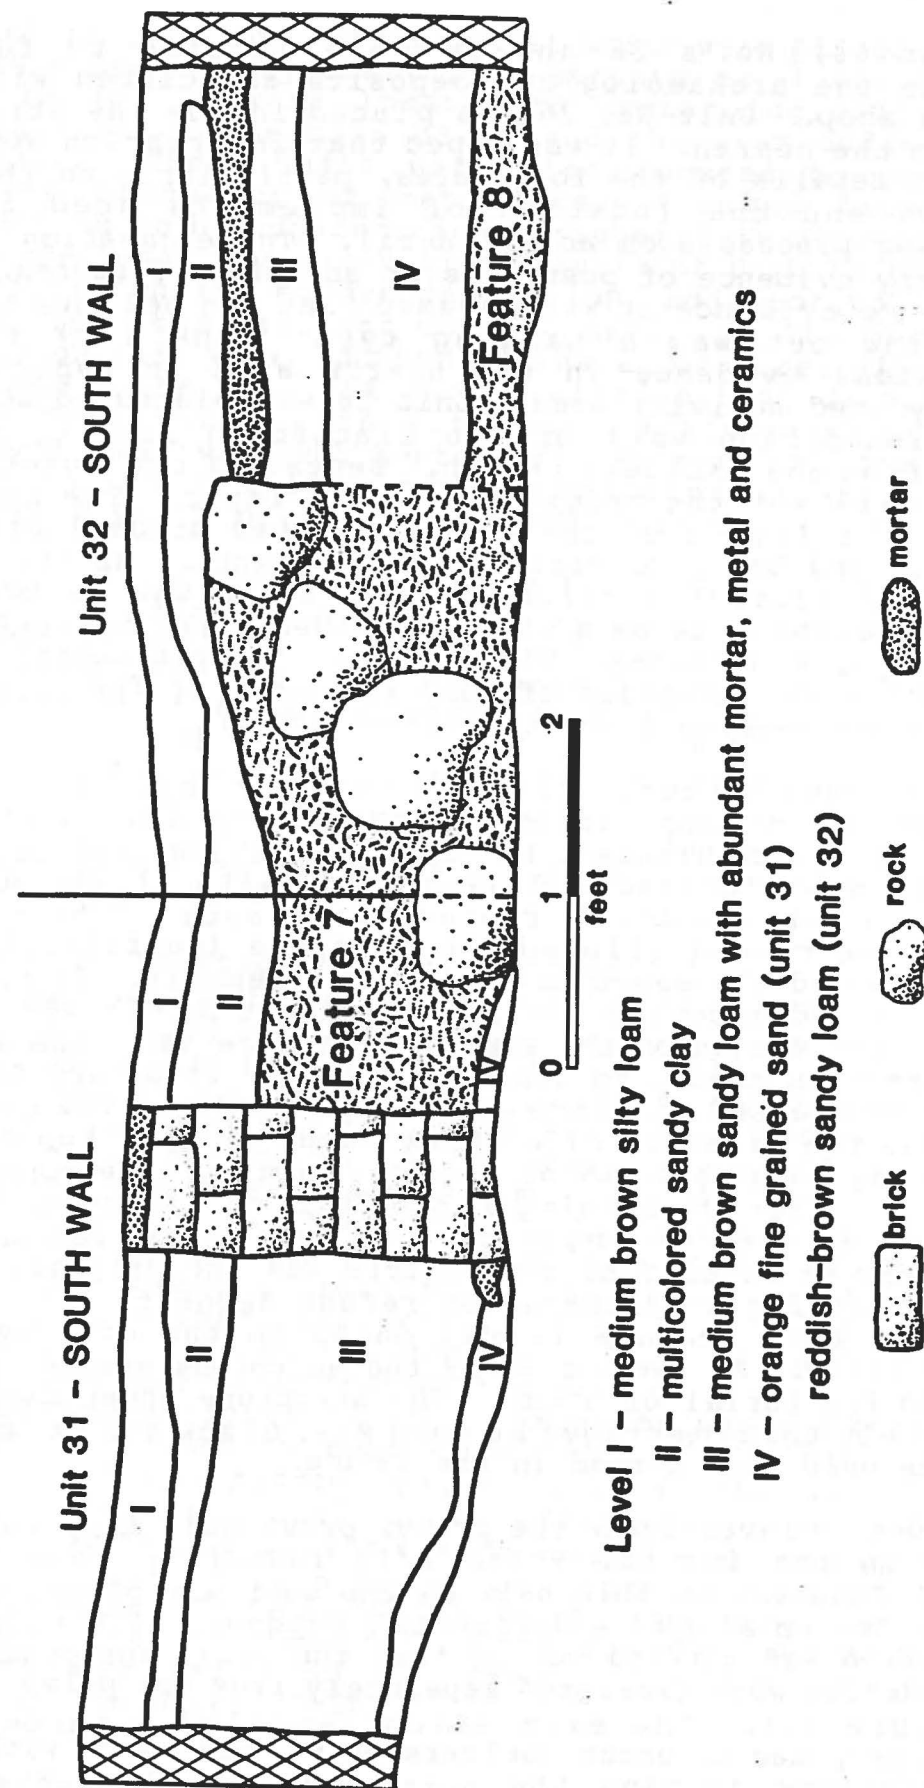 Unit 31 – SOUTH WALL
Unit 32 – SOUTH WALL
I
II
III
IV
I
II
Feature 7
IV
I
II
III
IV
Feature 8
0 1 2
feet
Level I – medium brown silty loam
II – multicolored sandy clay
III – medium brown sandy loam with abundant mortar, metal and ceramics
IV – orange fine grained sand (unit 31)
reddish-brown sandy loam (unit 32)
brick
rock
mortar